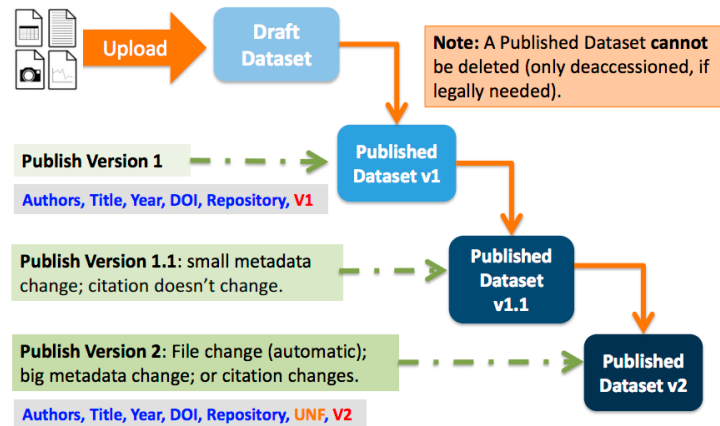 Upload
Draft
Dataset
Note: A Published Dataset cannot
be deleted (only deaccessioned, if
legally needed).
Publish Version 1
Published
Dataset v1
Authors, Title, Year, DOI, Repository, V1
Publish Version 1.1: small metadata
change; citation doesn’t change.
Published
Dataset
v1.1
Publish Version 2: File change (automatic);
big metadata change; or citation changes.
Published
Dataset v2
Authors, Title, Year, DOI, Repository, UNF, V2